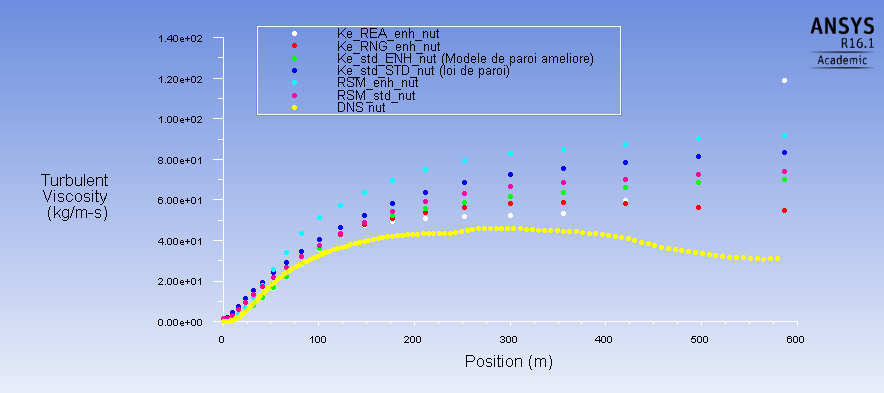 ANSYS
R16.1
Academic
Ke_REA_enh_nut
Ke_RNG_enh_nut
Ke_std_ENH_nut (Modele de paroi ameliore)
Ke_std_STD_nut (loi de paroi)
RSM_enh_nut
RSM_std_nut
DNS nut
1.40e+02
1.20e+02
1.00e+02
8.00e+01
6.00e+01
4.00e+01
2.00e+01
0.00e+00
Turbulent
Viscosity
(kg/m-s)
0
100
200
300
400
500
600
Position (m)